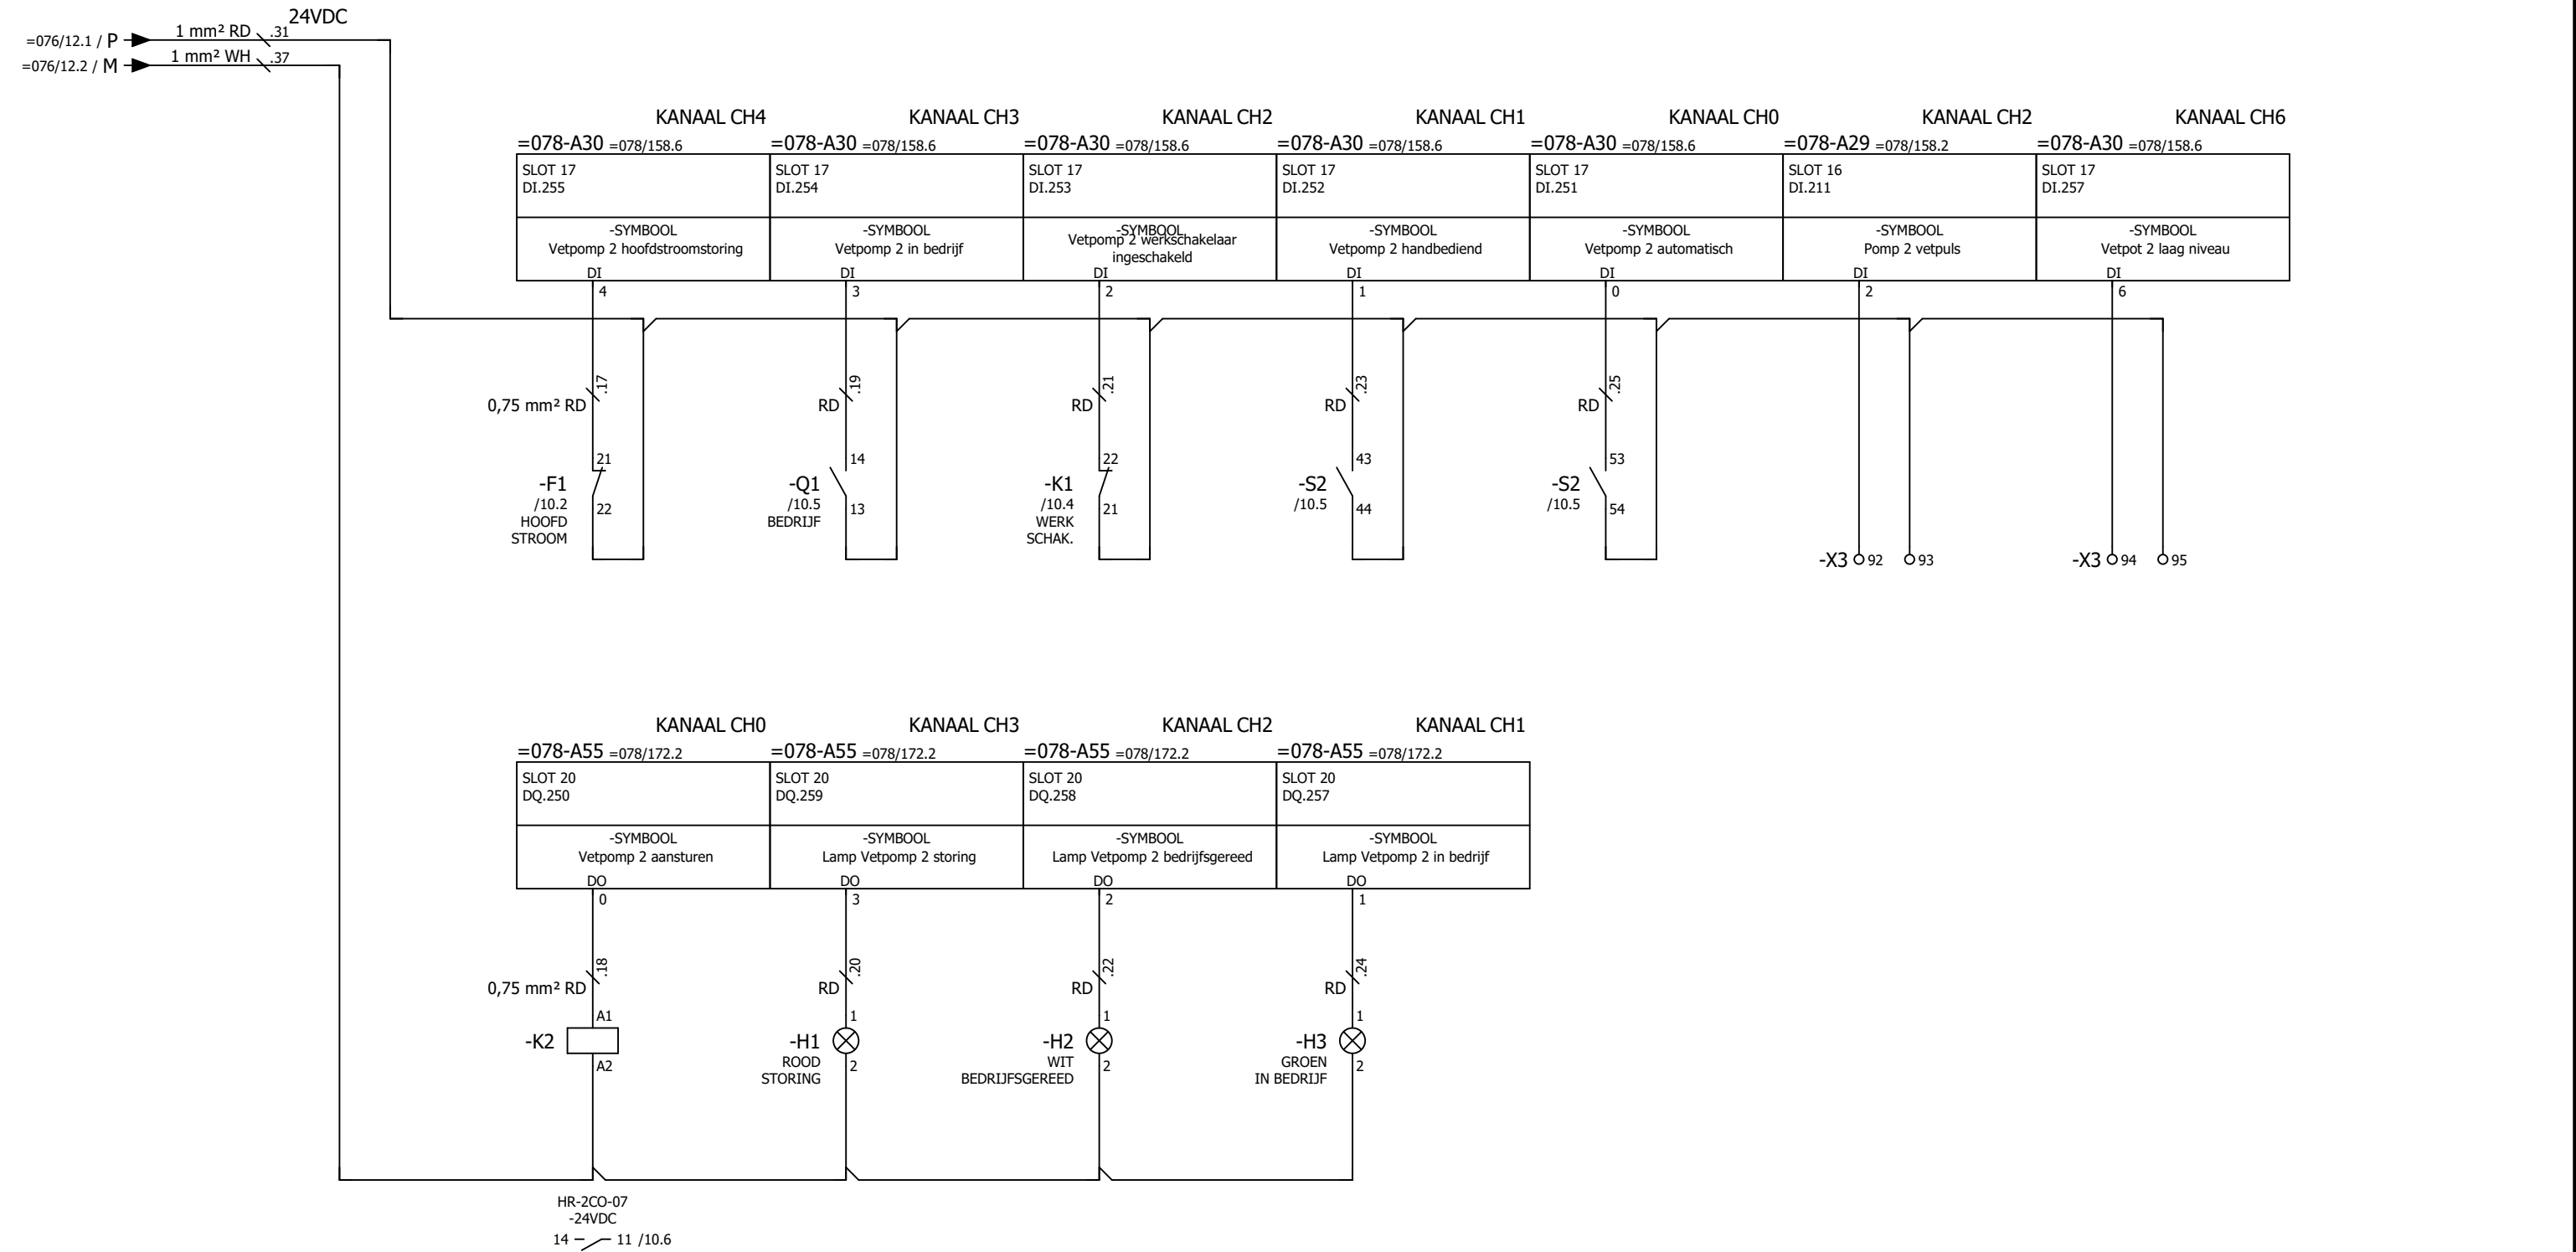 24VDC
=076/12.1 / P 1 mm² RD .31
=076/12.2 / M 1 mm² WH .37
KANAAL CH4 KANAAL CH3 KANAAL CH2 KANAAL CH1 KANAAL CH0 KANAAL CH2 KANAAL CH6
=078-A30 =078/158.6 =078-A30 =078/158.6 =078-A30 =078/158.6 =078-A30 =078/158.6 =078-A30 =078/158.6 =078-A29 =078/158.2 =078-A30 =078/158.6
SLOT 17 SLOT 17 SLOT 17 SLOT 17 SLOT 17 SLOT 16 SLOT 17
DI.255 DI.254 DI.253 DI.252 DI.251 DI.211 DI.257
-SYMBOOL -SYMBOOL -SYMBOOL -SYMBOOL -SYMBOOL -SYMBOOL -SYMBOOL
Vetpomp 2 hoofdstroomstoring Vetpomp 2 in bedrijf Vetpomp 2 werkschakelaar Vetpomp 2 handbediend Vetpomp 2 automatisch Pomp 2 vetpuls Vetpot 2 laag niveau
ingeschakeld
DI DI DI DI DI DI DI
4 3 2 1 0 2 6
.17 .19 .21 .23 .25
0,75 mm² RD RD RD RD RD
21 14 22 43 53
-F1 -Q1 -K1 -S2 -S2
/10.2 22 /10.5 13 /10.4 21 /10.5 44 /10.5 54
HOOFD BEDRIJF WERK
STROOM SCHAK.
-X3 92 93 -X3 94 95
KANAAL CH0 KANAAL CH3 KANAAL CH2 KANAAL CH1
=078-A55 =078/172.2 =078-A55 =078/172.2 =078-A55 =078/172.2 =078-A55 =078/172.2
SLOT 20 SLOT 20 SLOT 20 SLOT 20
DQ.250 DQ.259 DQ.258 DQ.257
-SYMBOOL -SYMBOOL -SYMBOOL -SYMBOOL
Vetpomp 2 aansturen Lamp Vetpomp 2 storing Lamp Vetpomp 2 bedrijfsgereed Lamp Vetpomp 2 in bedrijf
DO DO DO DO
0 3 2 1
.18 .20 .22 .24
0,75 mm² RD RD RD RD
A1 1 1 1
-K2 -H1 -H2 -H3
A2 ROOD 2 WIT 2 GROEN 2
STORING BEDRIJFSGEREED IN BEDRIJF
HR-2CO-07
-24VDC
14 11 /10.6